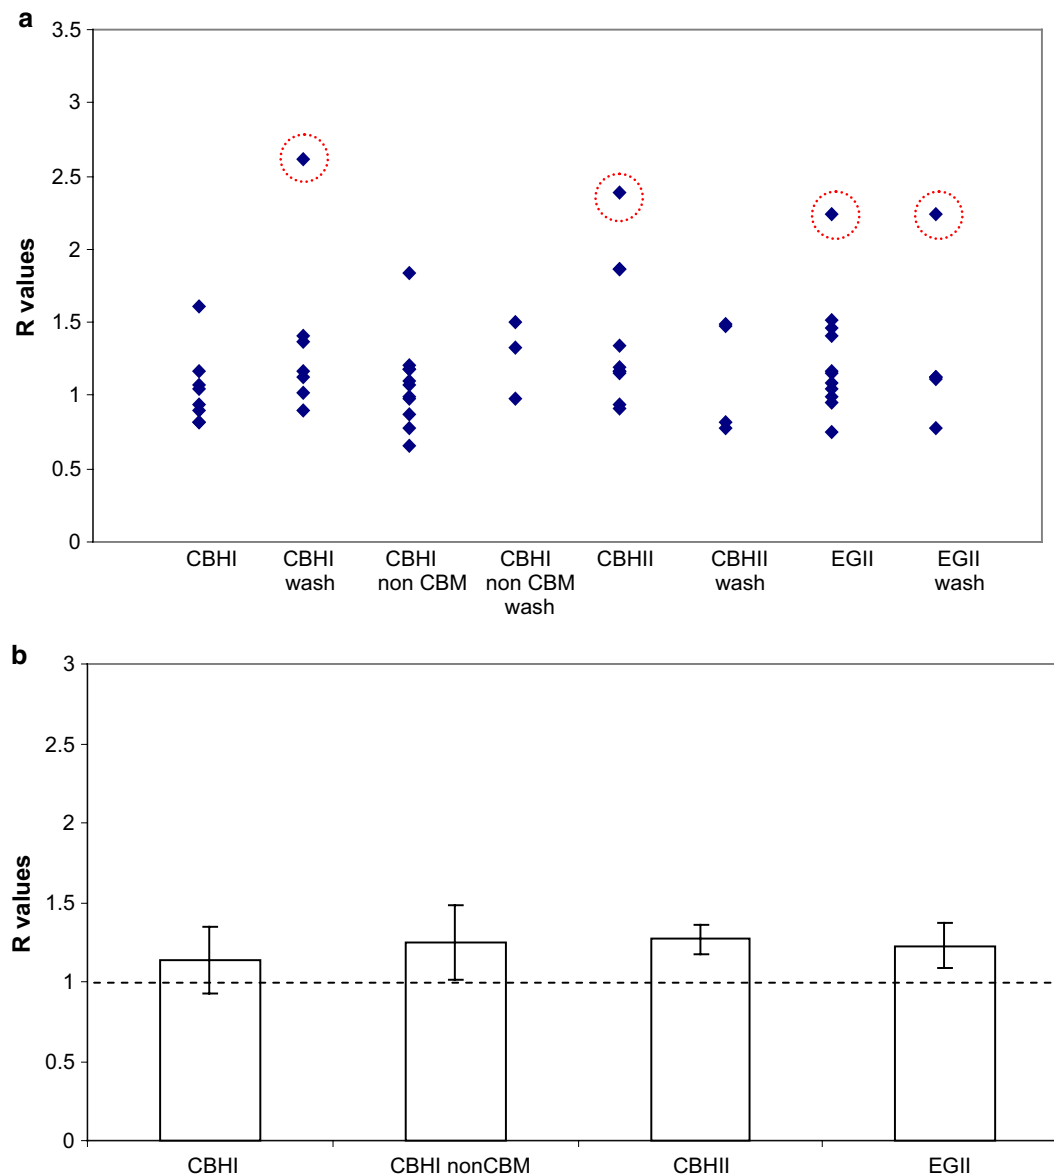 a
3.5
3
2.5
2
1.5
1
0.5
0
R values
CBHI
CBHI
wash
CBHI
non CBM
CBHI
non CBM
wash
CBHII
CBHII
wash
EGII
EGII
wash
b
3
2.5
2
1.5
1
0.5
0
R values
CBHI
CBHI nonCBM
CBHII
EGII